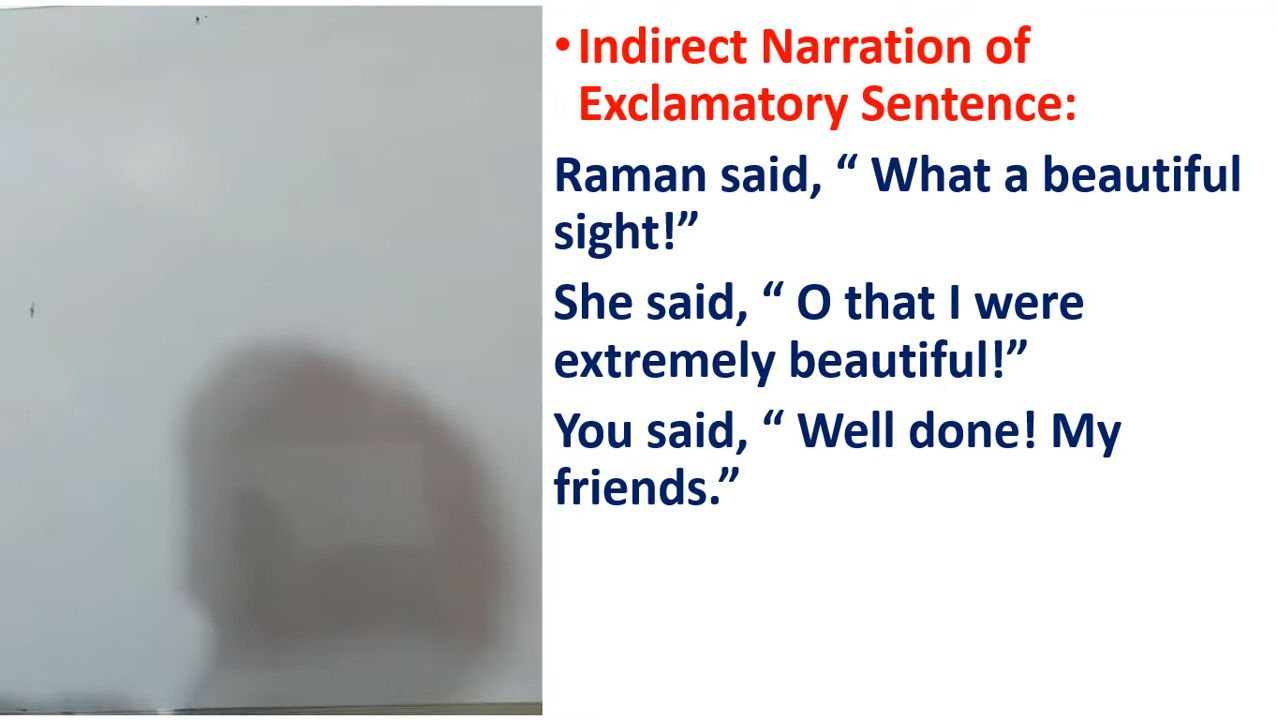 •Indirect Narration of
Exclamatory Sentence:
Raman said, “ What a beautiful
sight!”
She said, “ O that I were
extremely beautiful!”
You said, “ Well done! My
friends.”